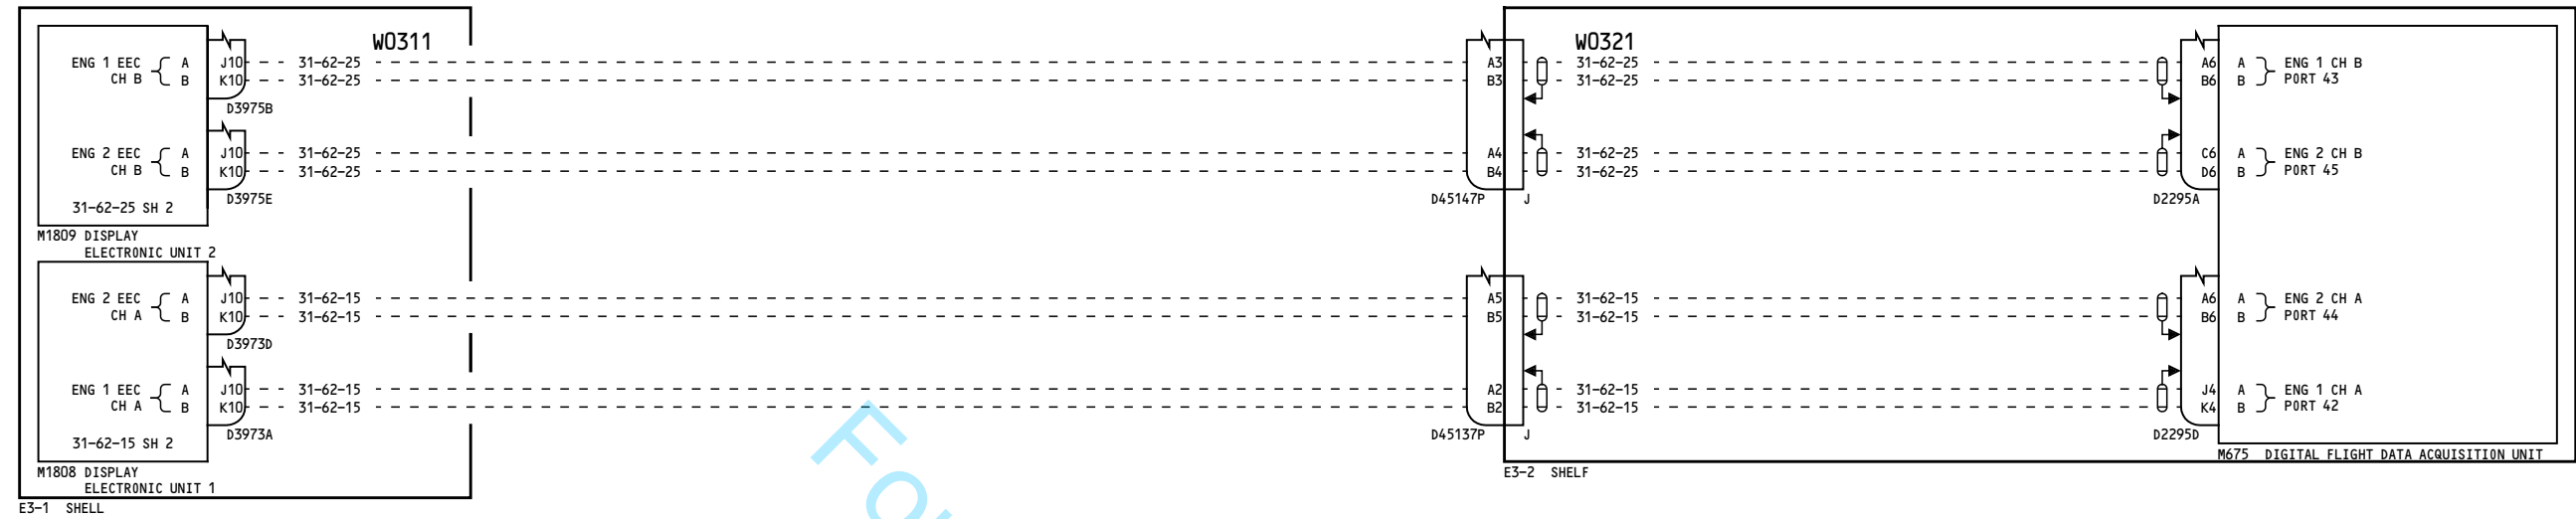 W0311
ENG 1 EEC
CH B
A
B
J10
K10
31-62-25
31-62-25
D3975B
ENG 2 EEC
CH B
A
B
J10
K10
31-62-25
31-62-25
D3975E
31-62-25 SH 2
M1809 DISPLAY
ELECTRONIC UNIT 2
ENG 2 EEC
CH A
A
B
J10
K10
31-62-15
31-62-15
D3973D
ENG 1 EEC
CH A
A
B
J10
K10
31-62-15
31-62-15
D3973A
31-62-15 SH 2
M1808 DISPLAY
ELECTRONIC UNIT 1
E3-1 SHELL
W0321
A3
B3
31-62-25
31-62-25
A4
B4
31-62-25
31-62-25
D45147P
J
A5
B5
31-62-15
31-62-15
A2
B2
31-62-15
31-62-15
D45137P
J
E3-2 SHELF
A6
B6
A
B
ENG 1 CH B
PORT 43
C6
D6
A
B
ENG 2 CH B
PORT 45
D2295A
A6
B6
A
B
ENG 2 CH A
PORT 44
J4
K4
A
B
ENG 1 CH A
PORT 42
D2295D
M675 DIGITAL FLIGHT DATA ACQUISITION UNIT